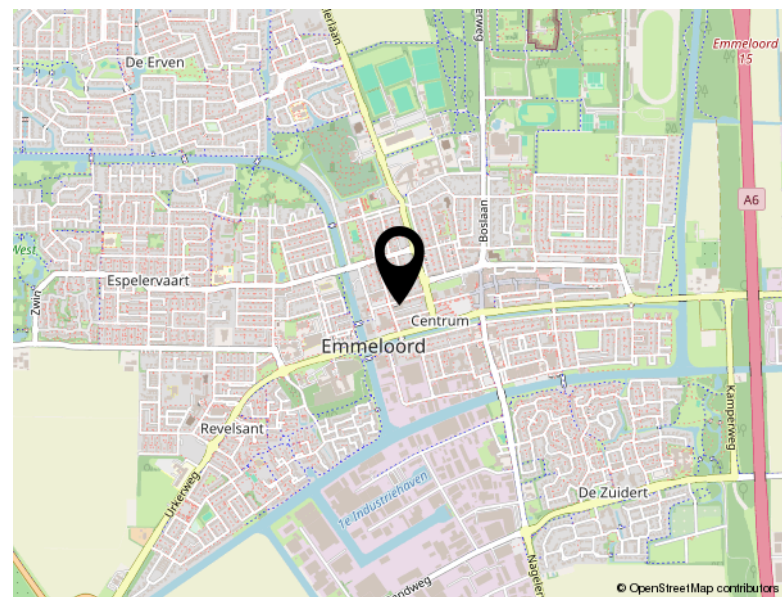 Emmeloord
15
De Erven
Boslaan
A6
West
Espelervaart
Zwin
Centrum
Emmeloord
Kamperweg
Revelsant
Urkerweg
1e Industriehaven
De Zuidert
© OpenStreetMap contributors